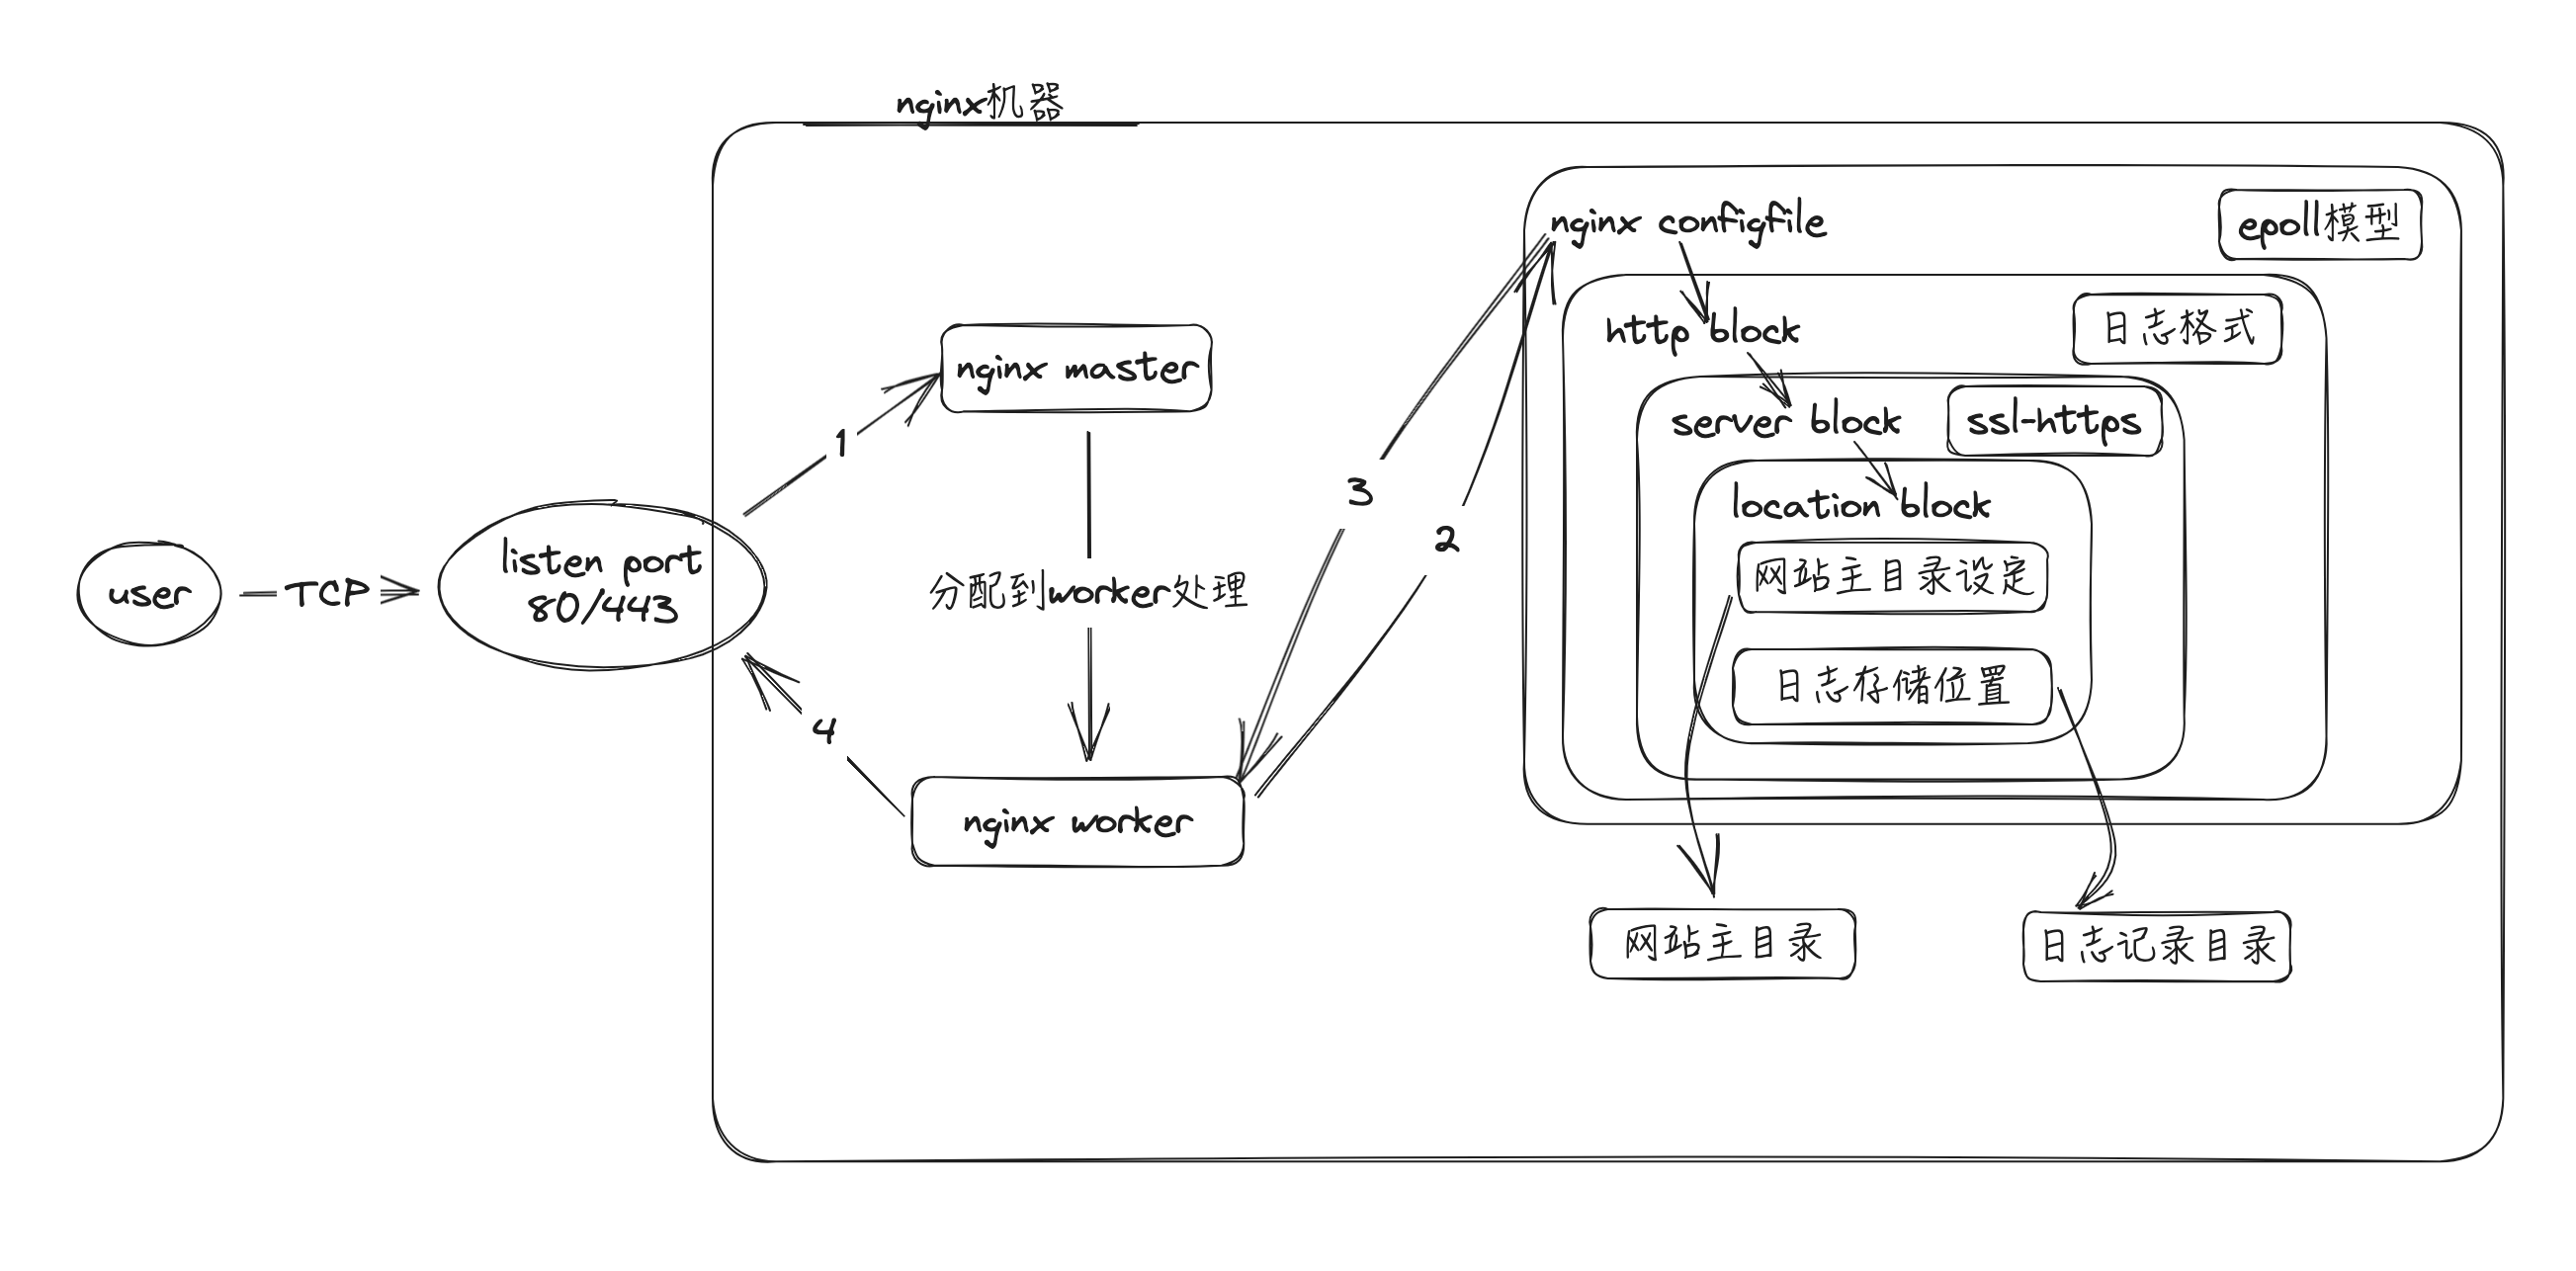 nginx机器
nginx configfile
epoll模型
http block
日志格式
nginx master
server block
ssl-https
1
3
location block
2
listen port
80/443
user
TCP
分配到worker处理
网站主目录设定
日志存储位置
4
nginx worker
网站主目录
日志记录目录